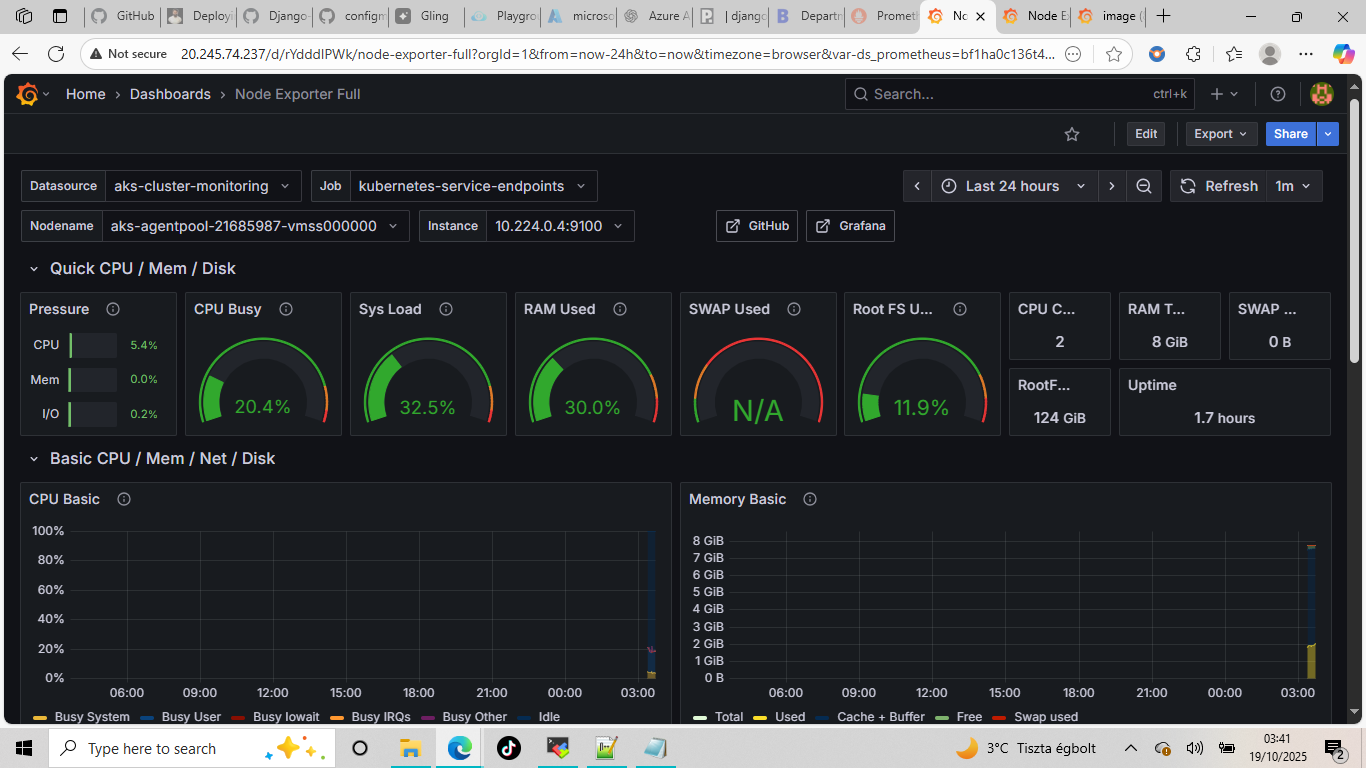 GitHub
Deployi
Django-
configm
Gling
Playgro
microso
Azure A
| djang
Departm
Prometh
No
Node E
image (
Not secure
20.245.74.237/d/rYdddlPWk/node-exporter-full?orgId=1&from=now-24h&to=now&timezone=browser&var-ds_prometheus=bf1ha0c136t4...
Home › Dashboards › Node Exporter Full
Search... ctrl+k
Edit Export Share
Datasource aks-cluster-monitoring Job kubernetes-service-endpoints
Last 24 hours Refresh 1m
Nodename aks-agentpool-21685987-vmss000000 Instance 10.224.0.4:9100 GitHub Grafana
Quick CPU / Mem / Disk
Pressure
CPU 5.4%
Mem 0.0%
I/O 0.2%
CPU Busy
20.4%
Sys Load
32.5%
RAM Used
30.0%
SWAP Used
N/A
Root FS U...
11.9%
CPU C...
2
RAM T...
8 GiB
SWAP ...
0 B
RootF...
124 GiB
Uptime
1.7 hours
Basic CPU / Mem / Net / Disk
CPU Basic
100%
80%
60%
40%
20%
0%
06:00 09:00 12:00 15:00 18:00 21:00 00:00 03:00
Busy System Busy User Busy Iowait Busy IRQs Busy Other Idle
Memory Basic
8 GiB
7 GiB
6 GiB
5 GiB
4 GiB
3 GiB
2 GiB
1 GiB
0 B
06:00 09:00 12:00 15:00 18:00 21:00 00:00 03:00
Total Used Cache + Buffer Free Swap used
Type here to search
3°C Tiszta égbolt
03:41
19/10/2025
2